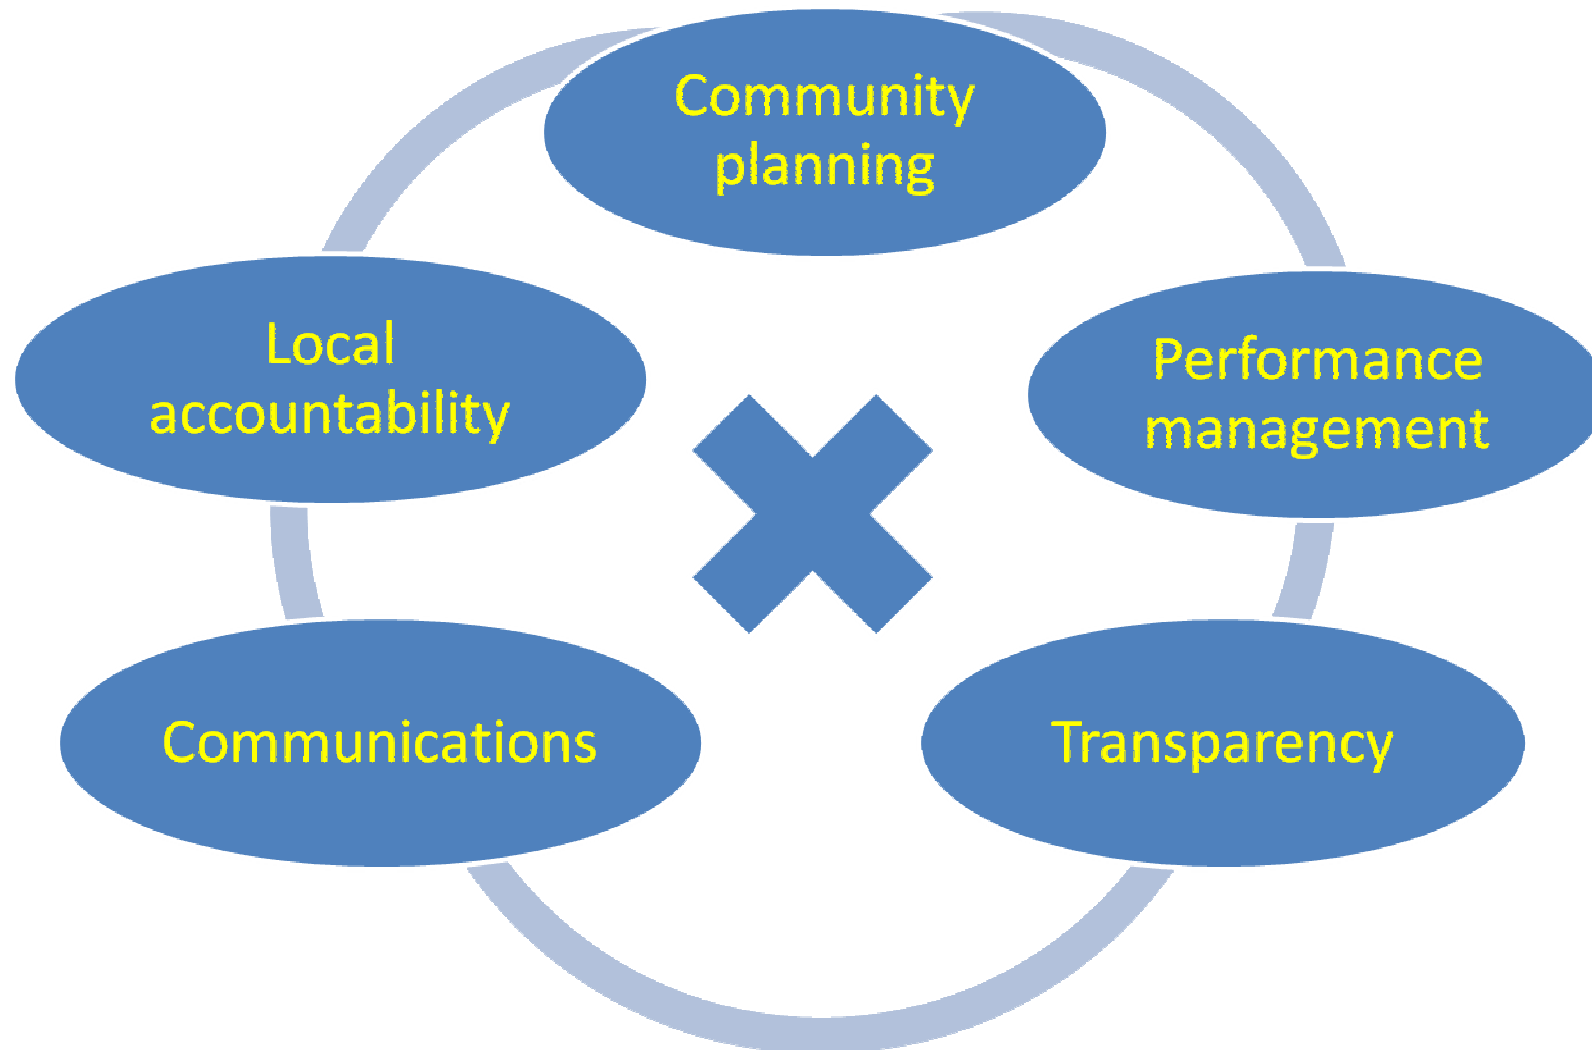 Community
planning
Local
accountability
Performance
management
Communications
Transparency